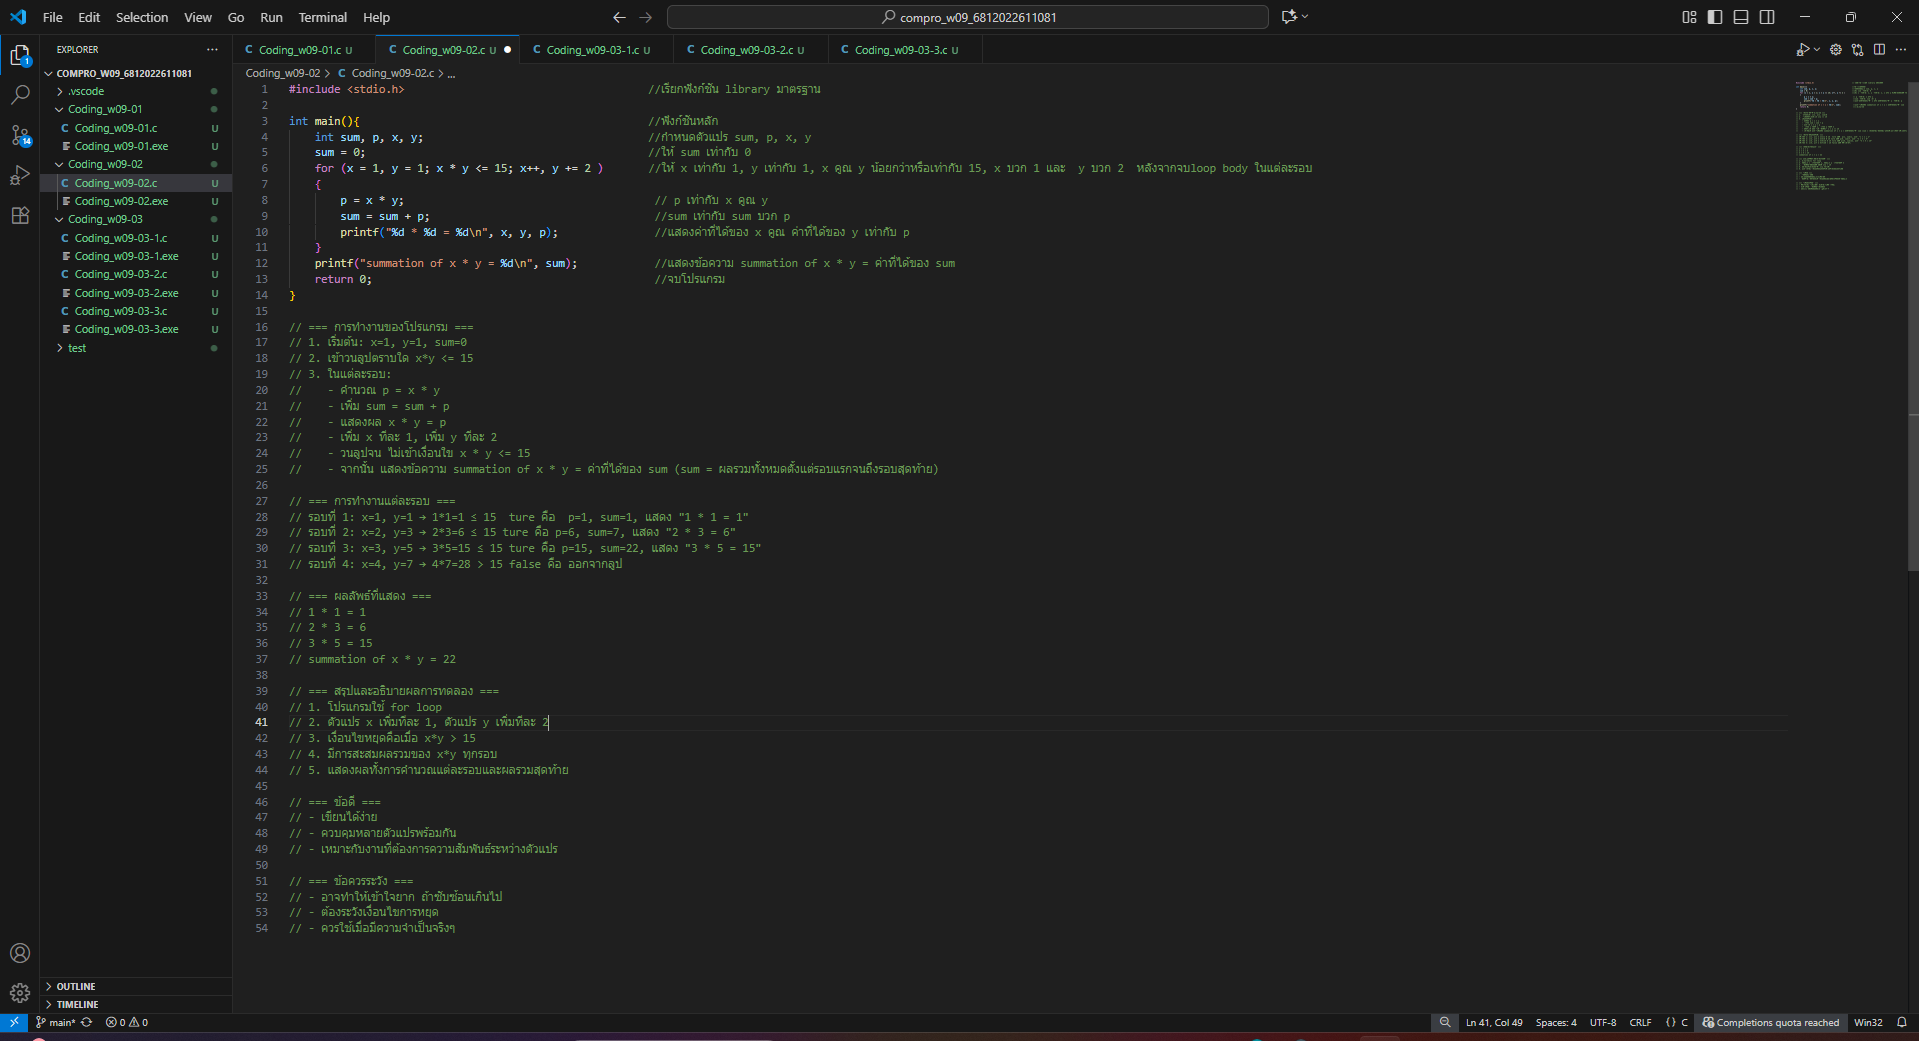 File Edit Selection View Go Run Terminal Help
compro_w09_6812022611081
EXPLORER
Coding_w09-01.c U
Coding_w09-02.c U
Coding_w09-03-1.c U
Coding_w09-03-2.c U
Coding_w09-03-3.c U
COMPRO_W09_6812022611081
.vscode
Coding_w09-01
Coding_w09-01.c U
Coding_w09-01.exe U
Coding_w09-02
Coding_w09-02.c U
Coding_w09-02.exe U
Coding_w09-03
Coding_w09-03-1.c U
Coding_w09-03-1.exe U
Coding_w09-03-2.c U
Coding_w09-03-2.exe U
Coding_w09-03-3.c U
Coding_w09-03-3.exe U
test
OUTLINE
TIMELINE
Coding_w09-02 > C Coding_w09-02.c > ...
1 #include <stdio.h> //เรียกฟังก์ชัน library มาตรฐาน
2
3 int main(){ //ฟังก์ชันหลัก
4 int sum, p, x, y; //กำหนดตัวแปร sum, p, x, y
5 sum = 0; //ให้ sum เท่ากับ 0
6 for (x = 1, y = 1; x * y <= 15; x++, y += 2 ) //ให้ x เท่ากับ 1, y เท่ากับ 1, x คูณ y น้อยกว่าหรือเท่ากับ 15, x บวก 1 และ y บวก 2 หลังจากจบloop body ในแต่ละรอบ
7 {
8 p = x * y; // p เท่ากับ x คูณ y
9 sum = sum + p; //sum เท่ากับ sum บวก p
10 printf("%d * %d = %d\n", x, y, p); //แสดงค่าที่ได้ของ x คูณ ค่าที่ได้ของ y เท่ากับ p
11 }
12 printf("summation of x * y = %d\n", sum); //แสดงข้อความ summation of x * y = ค่าที่ได้ของ sum
13 return 0; //จบโปรแกรม
14 }
15
16 // === การทำงานของโปรแกรม ===
17 // 1. เริ่มต้น: x=1, y=1, sum=0
18 // 2. เข้าวนลูปตราบใด x*y <= 15
19 // 3. ในแต่ละรอบ:
20 // - คำนวณ p = x * y
21 // - เพิ่ม sum = sum + p
22 // - แสดงผล x * y = p
23 // - เพิ่ม x ทีละ 1, เพิ่ม y ทีละ 2
24 // - วนลูปจน ไม่เข้าเงื่อนไข x * y <= 15
25 // - จากนั้น แสดงข้อความ summation of x * y = ค่าที่ได้ของ sum (sum = ผลรวมทั้งหมดตั้งแต่รอบแรกจนถึงรอบสุดท้าย)
26
27 // === การทำงานแต่ละรอบ ===
28 // รอบที่ 1: x=1, y=1 → 1*1=1 ≤ 15 ture คือ p=1, sum=1, แสดง "1 * 1 = 1"
29 // รอบที่ 2: x=2, y=3 → 2*3=6 ≤ 15 ture คือ p=6, sum=7, แสดง "2 * 3 = 6"
30 // รอบที่ 3: x=3, y=5 → 3*5=15 ≤ 15 ture คือ p=15, sum=22, แสดง "3 * 5 = 15"
31 // รอบที่ 4: x=4, y=7 → 4*7=28 > 15 false คือ ออกจากลูป
32
33 // === ผลลัพธ์ที่แสดง ===
34 // 1 * 1 = 1
35 // 2 * 3 = 6
36 // 3 * 5 = 15
37 // summation of x * y = 22
38
39 // === สรุปและอธิบายผลการทดลอง ===
40 // 1. โปรแกรมใช้ for loop
41 // 2. ตัวแปร x เพิ่มทีละ 1, ตัวแปร y เพิ่มทีละ 2
42 // 3. เงื่อนไขหยุดคือเมื่อ x*y > 15
43 // 4. มีการสะสมผลรวมของ x*y ทุกรอบ
44 // 5. แสดงผลทั้งการคำนวณแต่ละรอบและผลรวมสุดท้าย
45
46 // === ข้อดี ===
47 // - เขียนได้ง่าย
48 // - ควบคุมหลายตัวแปรพร้อมกัน
49 // - เหมาะกับงานที่ต้องการความสัมพันธ์ระหว่างตัวแปร
50
51 // === ข้อควรระวัง ===
52 // - อาจทำให้เข้าใจยาก ถ้าซับซ้อนเกินไป
53 // - ต้องระวังเงื่อนไขการหยุด
54 // - ควรใช้เมื่อมีความจำเป็นจริงๆ
main* 0 0
Ln 41, Col 49 Spaces: 4 UTF-8 CRLF {} C Completions quota reached Win32